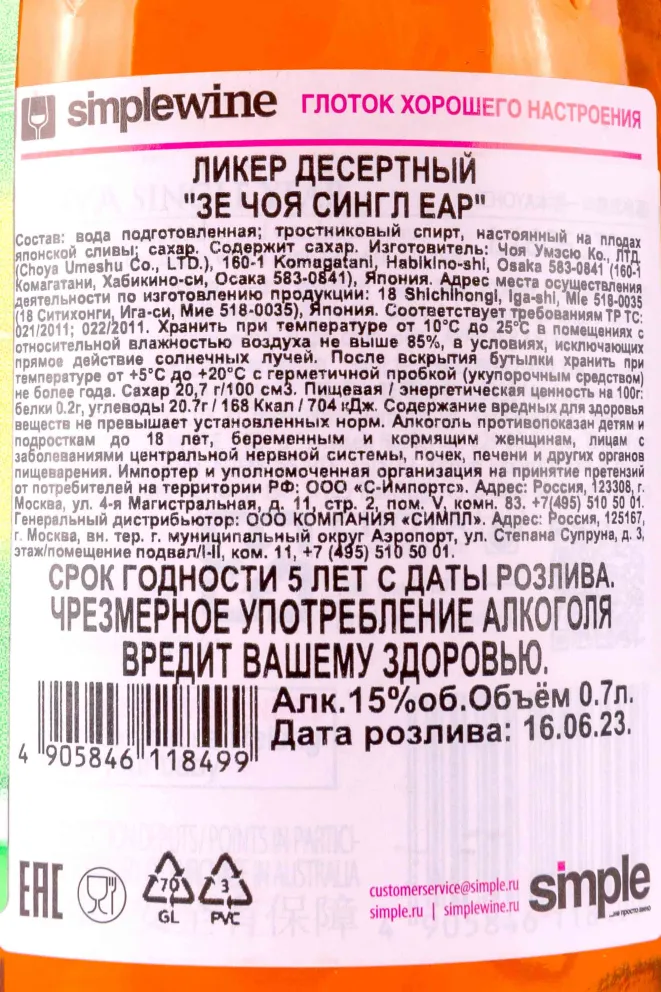 simplewine ГЛОТОК ХОРОШЕГО НАСТРОЕНИЯ
ЛИКЕР ДЕСЕРТНЫЙ
"ЗЕ ЧОЯ СИНГЛ ЕАР"
Состав: вода подготовленная; тростниковый спирт, настоянный на плодах
японской сливы; сахар. Содержит сахар. Изготовитель: Чоя Умэсю Ко., ЛТД.
(Choya Umeshu Co., LTD.), 160-1 Komagatani, Habikino-shi, Osaka 583-0841 (160-1
Комагатани, Хабикино-си, Осака 583-0841), Япония. Адрес места осуществления
деятельности по изготовлению продукции: 18 Shichihongi, Iga-shi, Mie 518-0035
(18 Ситихонги, Ига-си, Мие 518-0035), Япония. Соответствует требованиям ТР ТС:
021/2011; 022/2011. Хранить при температуре от 10°С до 25°С в помещениях с
относительной влажностью воздуха не выше 85%, в условиях, исключающих
прямое действие солнечных лучей. После вскрытия бутылки хранить при
температуре от +5°С до +20°С с герметичной пробкой (укупорочным средством)
не более года. Сахар 20,7 г/100 см3. Пищевая / энергетическая ценность на 100г:
белки 0.2г, углеводы 20.7г / 168 Ккал / 704 кДж. Содержание вредных для здоровья
веществ не превышает установленных норм. Алкоголь противопоказан детям и
подросткам до 18 лет, беременным и кормящим женщинам, лицам с
заболеваниями центральной нервной системы, почек, печени и других органов
пищеварения. Импортер и уполномоченная организация на принятие претензий
от потребителей на территории РФ: ООО «С-Импортс». Адрес: Россия, 123308, г.
Москва, ул. 4-я Магистральная, д. 11, стр. 2, пом. V, комн. 83. +7(495) 510 50 01.
Генеральный дистрибьютор: ООО КОМПАНИЯ «СИМПЛ». Адрес: Россия, 125167,
г. Москва, вн. тер. г. муниципальный округ Аэропорт, ул. Степана Супруна, д. 3,
этаж/помещение подвал/I-II, ком. 11, +7 (495) 510 50 01.
СРОК ГОДНОСТИ 5 ЛЕТ С ДАТЫ РОЗЛИВА.
ЧРЕЗМЕРНОЕ УПОТРЕБЛЕНИЕ АЛКОГОЛЯ
ВРЕДИТ ВАШЕМУ ЗДОРОВЬЮ.
Алк.15%об.Объём 0.7л.
Дата розлива: 16.06.23.
4 905846 118499
EAC
70
GL
3
PVC
customerservice@simple.ru
simple.ru | simplewine.ru
simple
...не просто вино